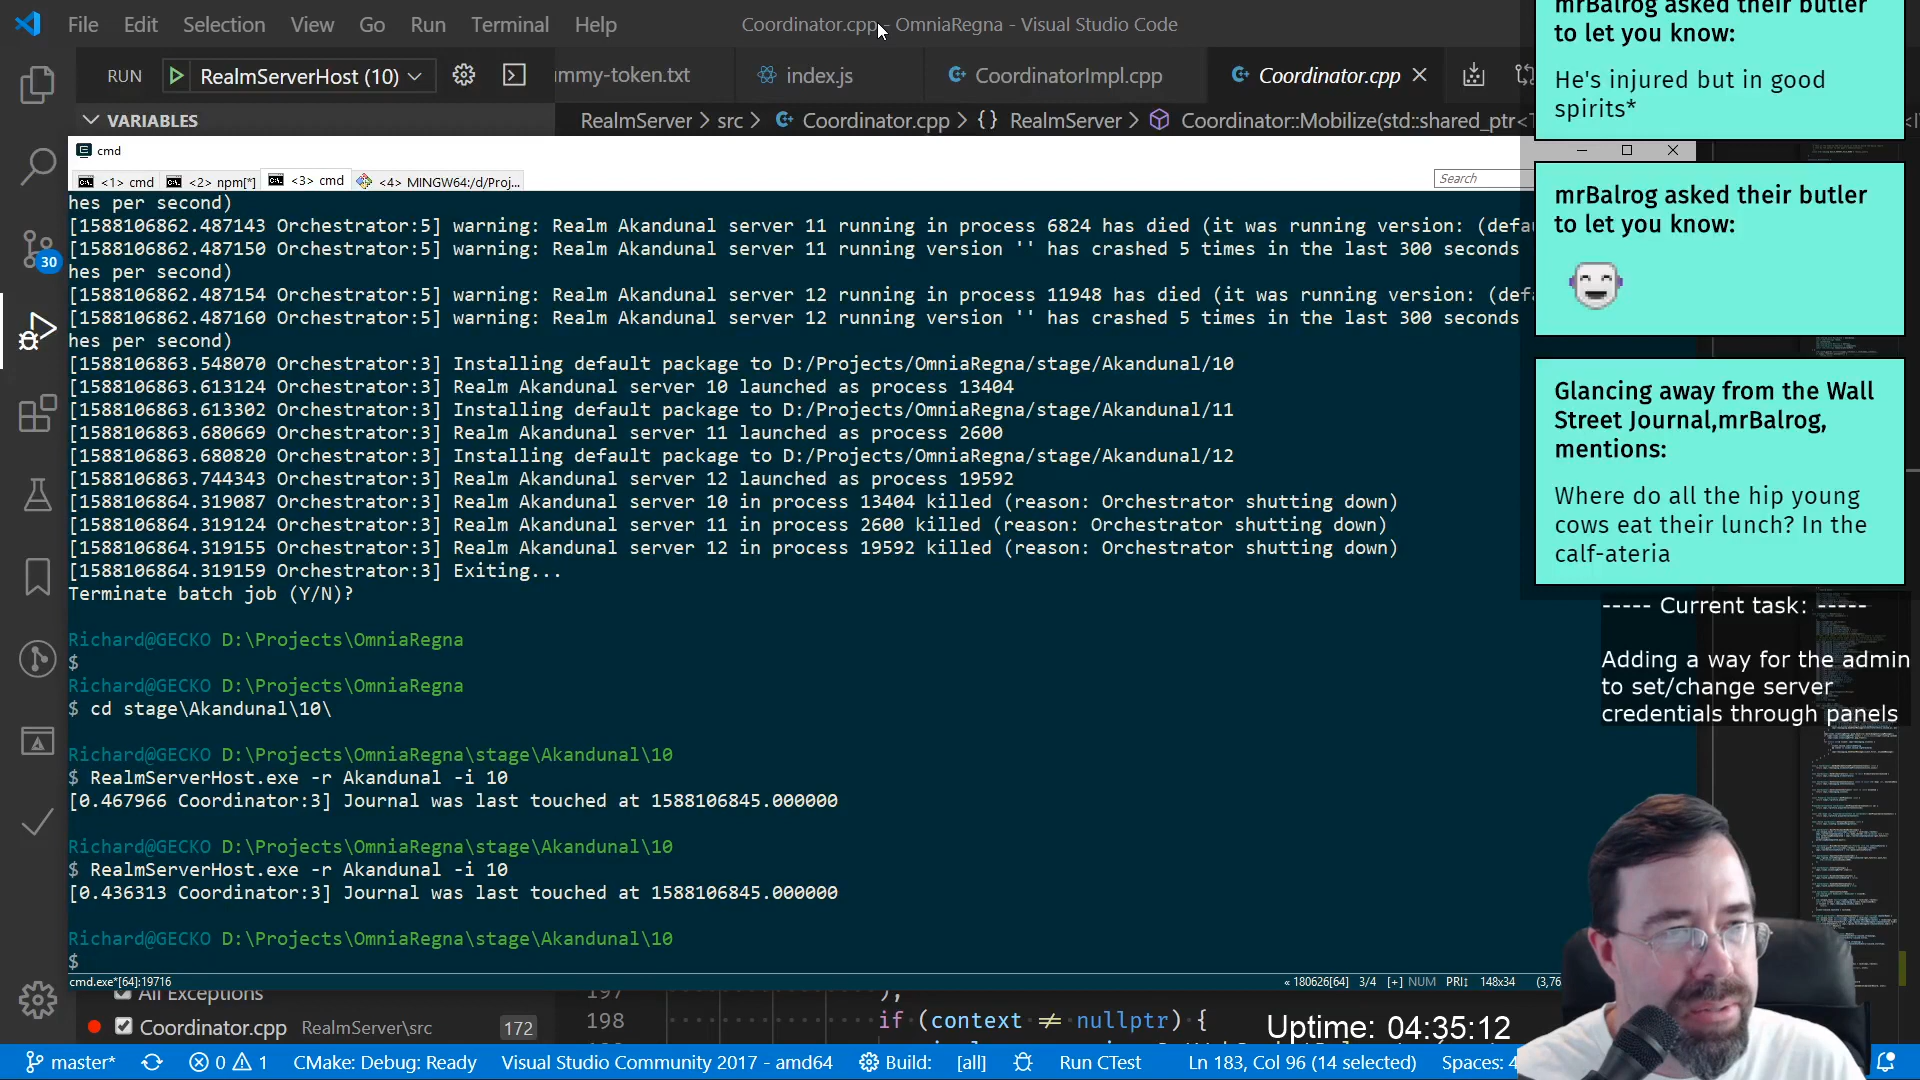 File Edit Selection View Go Run Terminal Help
Coordinator.cpp - OmniaRegna - Visual Studio Code
RUN RealmServerHost (10)
mmy-token.txt index.js CoordinatorImpl.cpp Coordinator.cpp
VARIABLES
RealmServer > src > Coordinator.cpp > {} RealmServer > Coordinator::Mobilize(std::shared_ptr<
cmd
<1> cmd <2> npm[*] <3> cmd <4> MINGW64:/d/Proj...
Search
hes per second)
[1588106862.487143 Orchestrator:5] warning: Realm Akandunal server 11 running in process 6824 has died (it was running version: (defa
[1588106862.487150 Orchestrator:5] warning: Realm Akandunal server 11 running version '' has crashed 5 times in the last 300 seconds
hes per second)
[1588106862.487154 Orchestrator:5] warning: Realm Akandunal server 12 running in process 11948 has died (it was running version: (def
[1588106862.487160 Orchestrator:5] warning: Realm Akandunal server 12 running version '' has crashed 5 times in the last 300 seconds
hes per second)
[1588106863.548070 Orchestrator:3] Installing default package to D:/Projects/OmniaRegna/stage/Akandunal/10
[1588106863.613124 Orchestrator:3] Realm Akandunal server 10 launched as process 13404
[1588106863.613302 Orchestrator:3] Installing default package to D:/Projects/OmniaRegna/stage/Akandunal/11
[1588106863.680669 Orchestrator:3] Realm Akandunal server 11 launched as process 2600
[1588106863.680820 Orchestrator:3] Installing default package to D:/Projects/OmniaRegna/stage/Akandunal/12
[1588106863.744343 Orchestrator:3] Realm Akandunal server 12 launched as process 19592
[1588106864.319087 Orchestrator:3] Realm Akandunal server 10 in process 13404 killed (reason: Orchestrator shutting down)
[1588106864.319124 Orchestrator:3] Realm Akandunal server 11 in process 2600 killed (reason: Orchestrator shutting down)
[1588106864.319155 Orchestrator:3] Realm Akandunal server 12 in process 19592 killed (reason: Orchestrator shutting down)
[1588106864.319159 Orchestrator:3] Exiting...
Terminate batch job (Y/N)?
Richard@GECKO D:\Projects\OmniaRegna
$
Richard@GECKO D:\Projects\OmniaRegna
$ cd stage\Akandunal\10\
Richard@GECKO D:\Projects\OmniaRegna\stage\Akandunal\10
$ RealmServerHost.exe -r Akandunal -i 10
[0.467966 Coordinator:3] Journal was last touched at 1588106845.000000
Richard@GECKO D:\Projects\OmniaRegna\stage\Akandunal\10
$ RealmServerHost.exe -r Akandunal -i 10
[0.436313 Coordinator:3] Journal was last touched at 1588106845.000000
Richard@GECKO D:\Projects\OmniaRegna\stage\Akandunal\10
$
cmd.exe*[64]:19716
« 180626[64] 3/4 [+] NUM PRI↕ 148x34 (3,76
All Exceptions
Coordinator.cpp RealmServer\src 172
197 ),
198 if (context ≠ nullptr) {
30
master* 0 1 CMake: Debug: Ready Visual Studio Community 2017 - amd64 Build: [all] Run CTest Ln 183, Col 96 (14 selected) Spaces: 4
Uptime: 04:35:12
mrBalrog asked their butler
to let you know:
He's injured but in good
spirits*
mrBalrog asked their butler
to let you know:
Glancing away from the Wall
Street Journal,mrBalrog,
mentions:
Where do all the hip young
cows eat their lunch? In the
calf-ateria
----- Current task: -----
Adding a way for the admin
to set/change server
credentials through panels